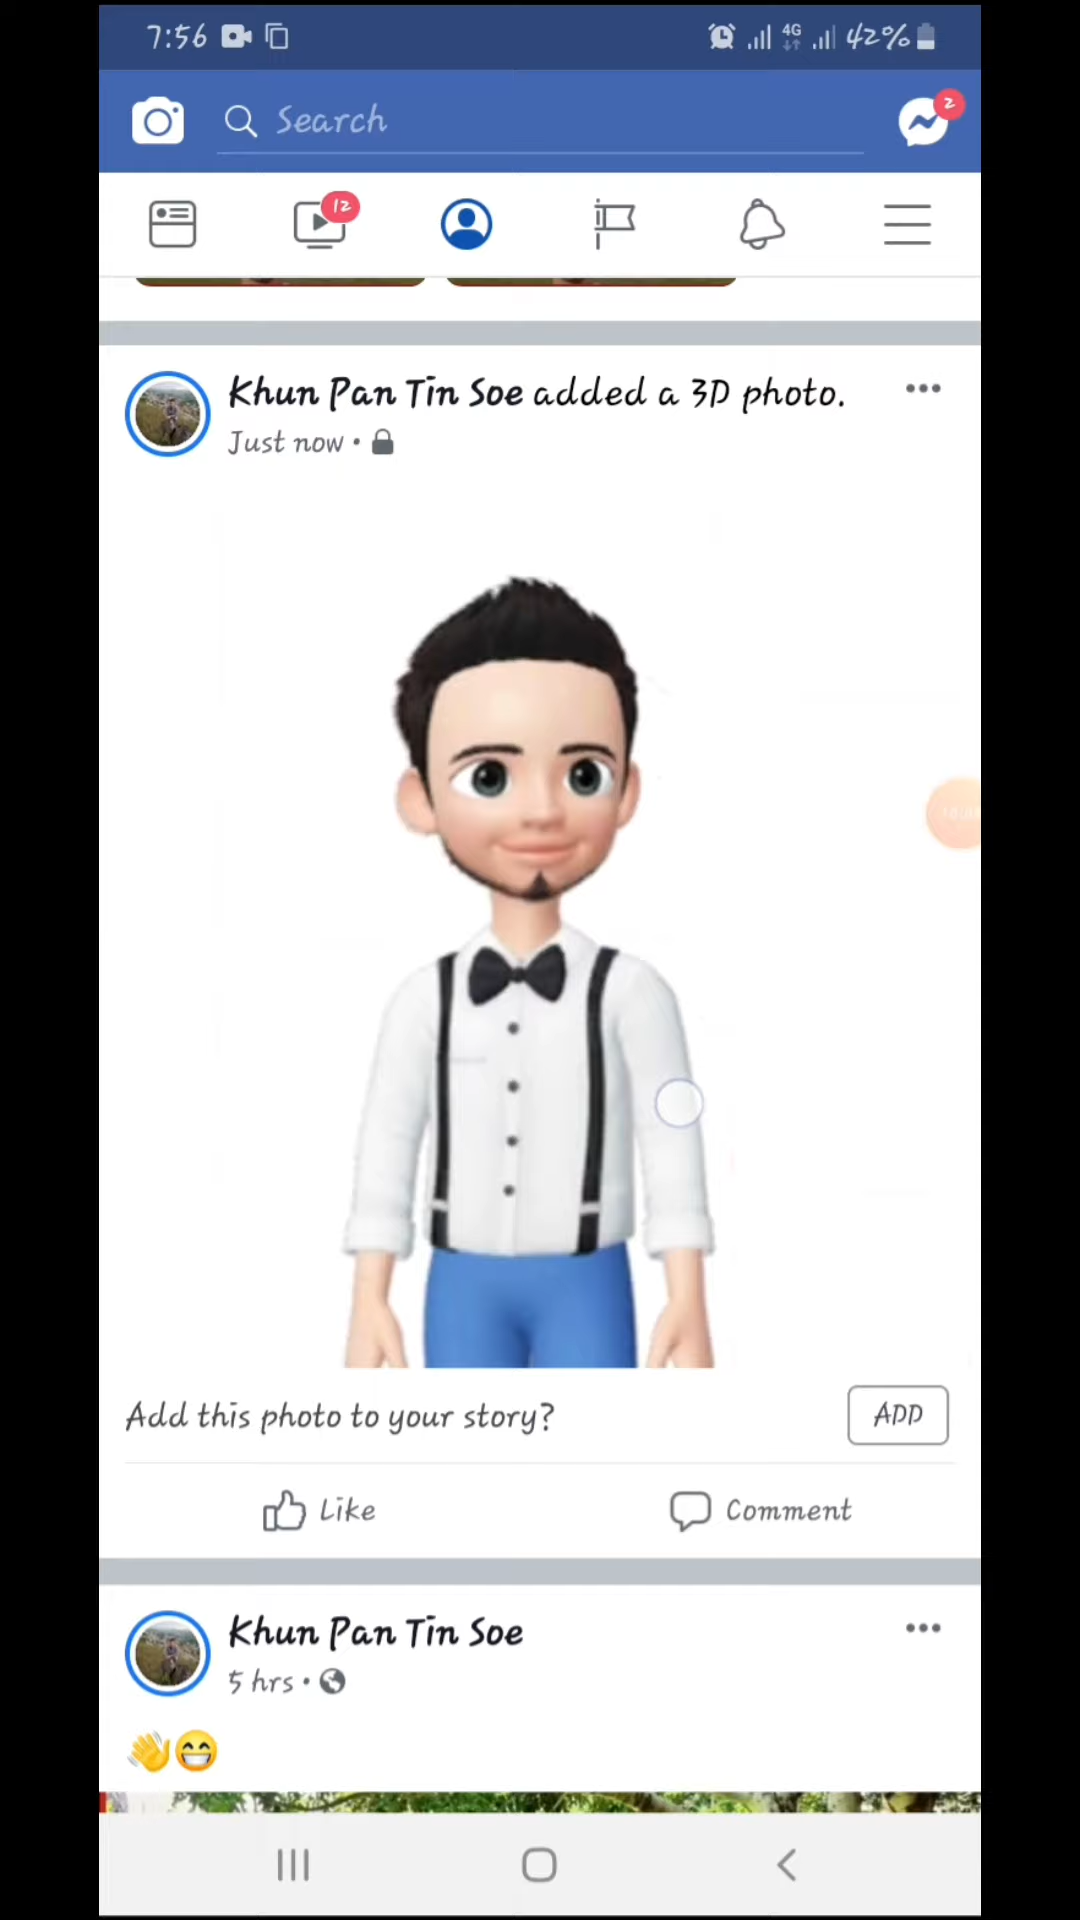 7:56
4G
42%
Search
2
12
Khun Pan Tin Soe added a 3D photo.
Just now •
Add this photo to your story?
ADD
Like
Comment
Khun Pan Tin Soe
5 hrs •
👋😁